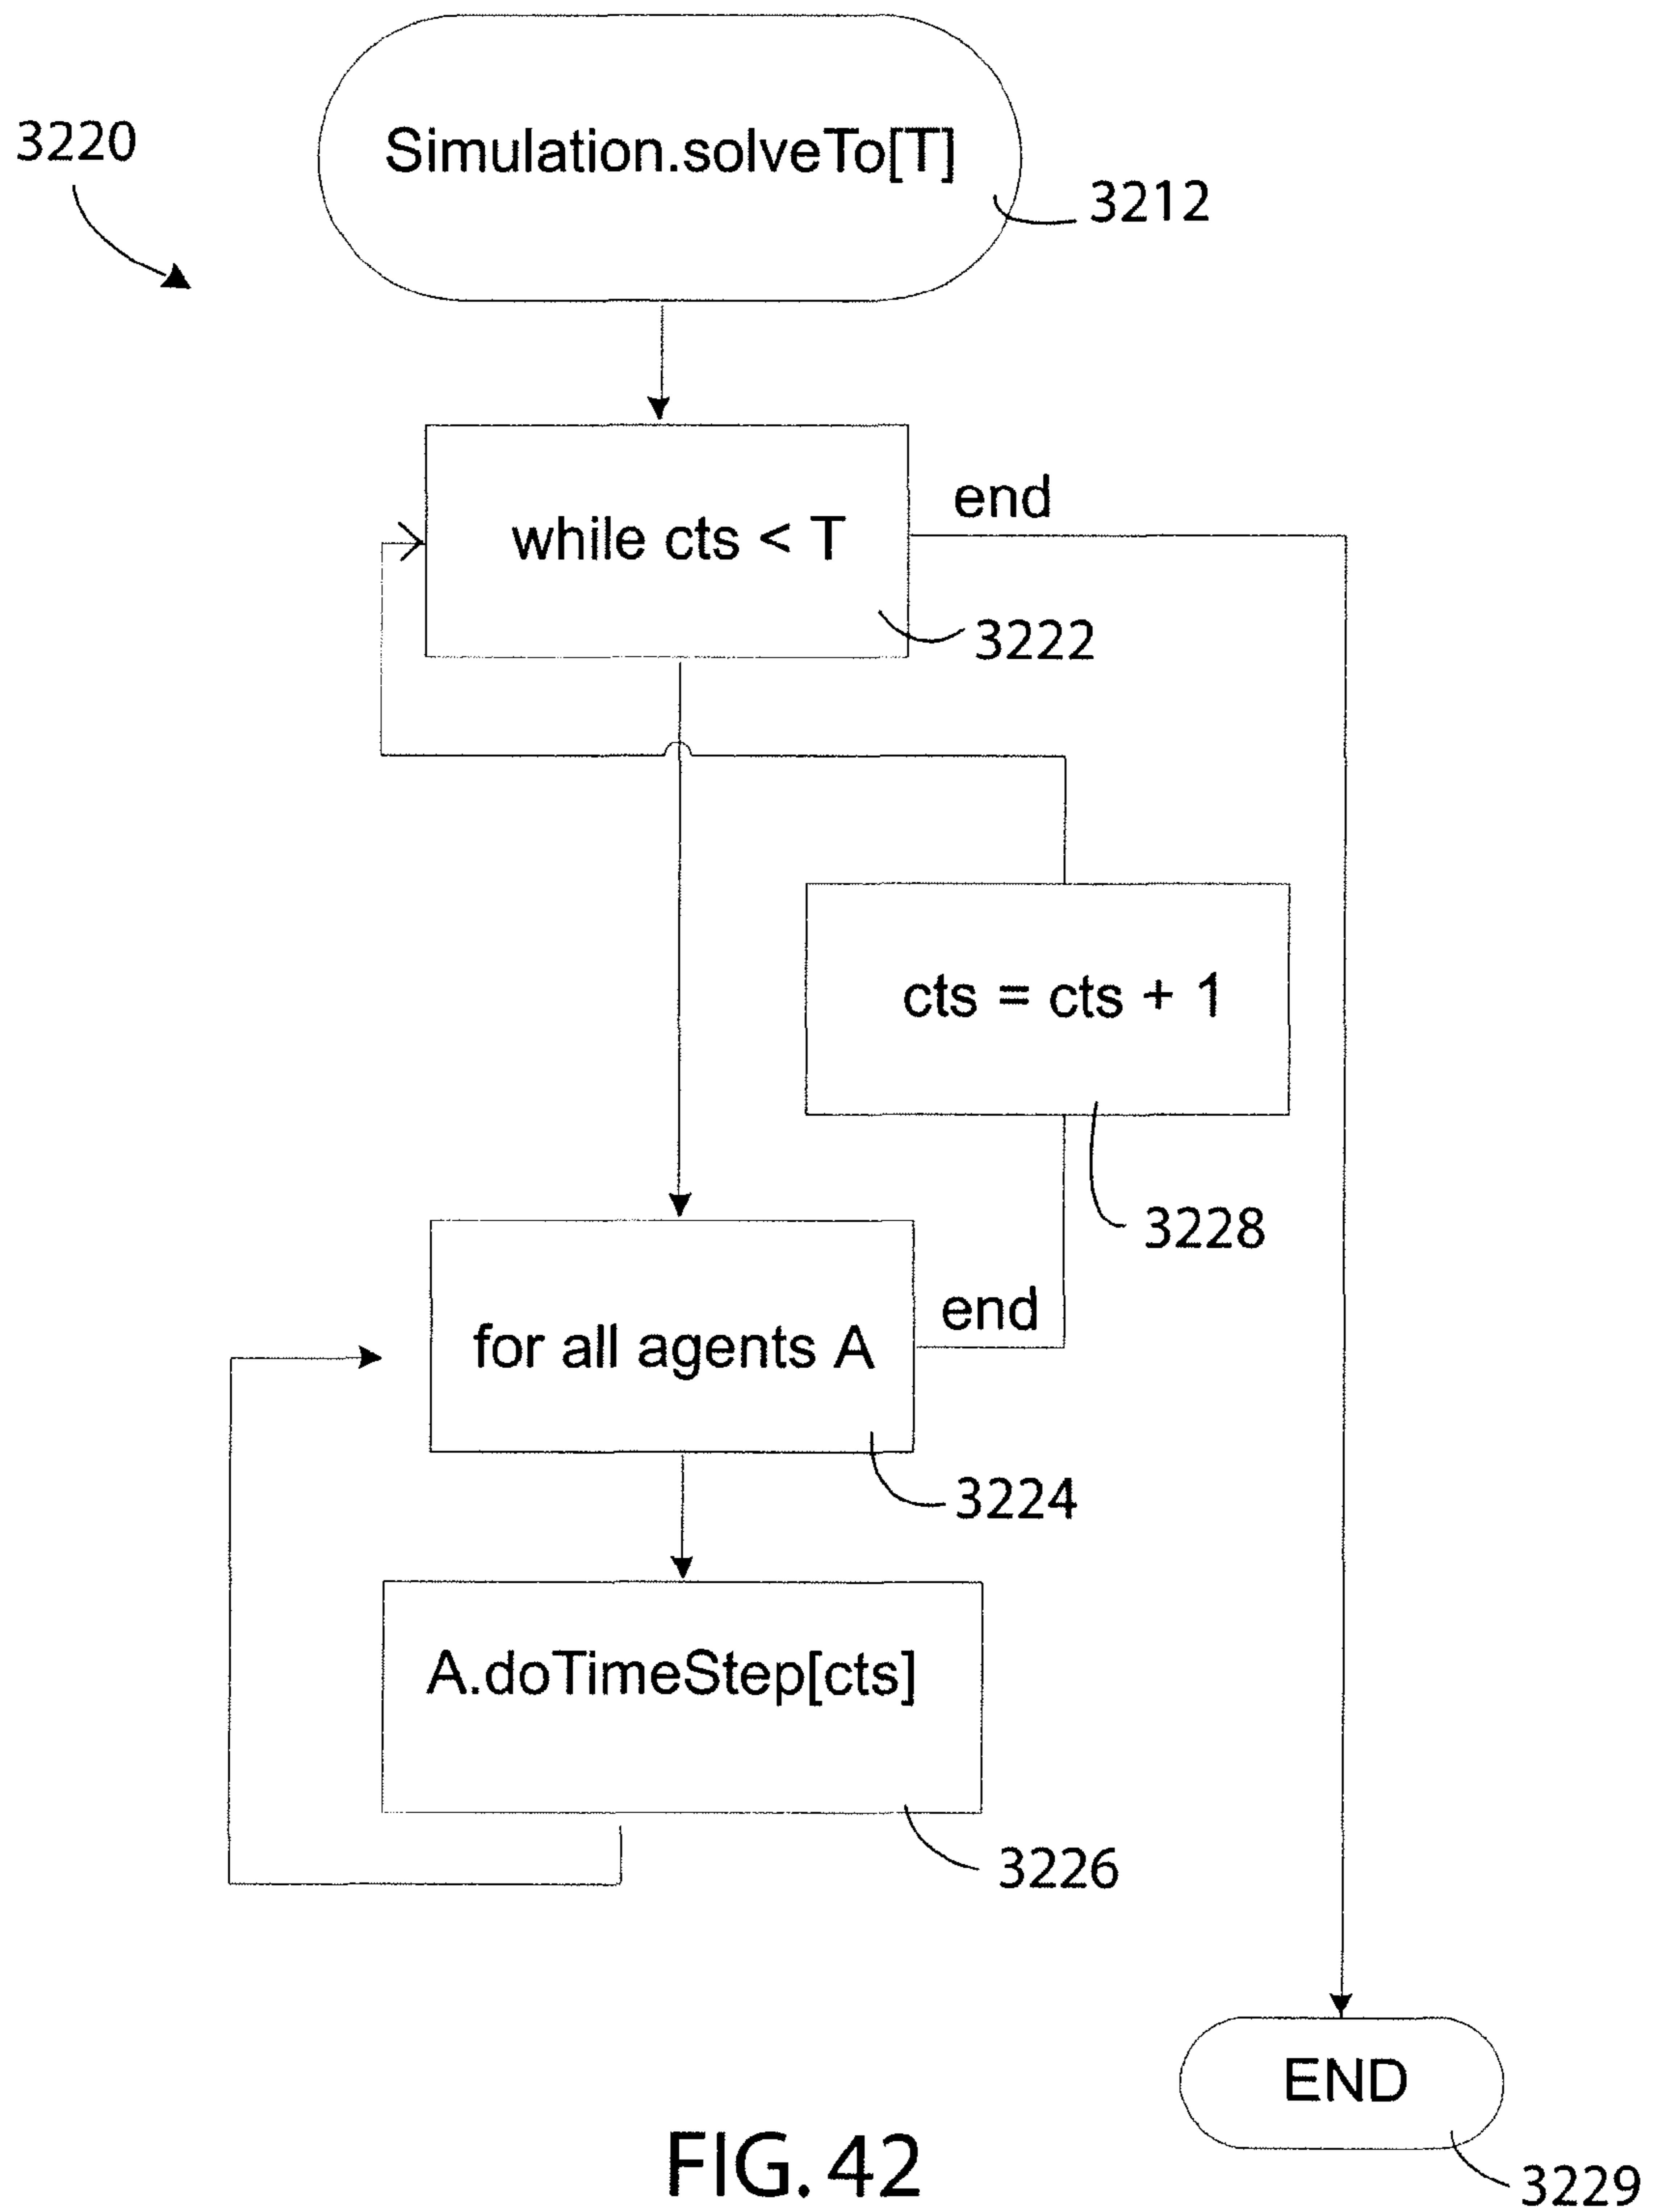 Simulation.solveTo[T]
3220
3212
while cts < T
end
3222
cts = cts + 1
3228
for all agents A
end
3224
A.doTimeStep[cts]
3226
END
3229
FIG. 42